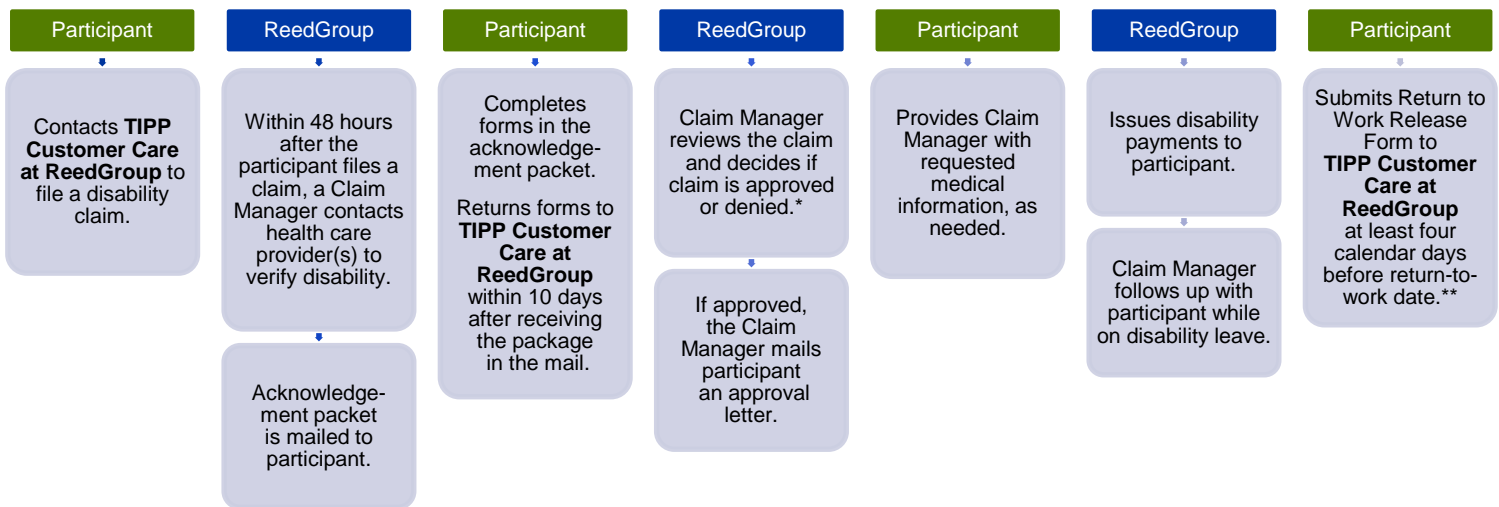 Participant
Contacts TIPP
Customer Care
at ReedGroup to
file a disability
claim.
ReedGroup
Within 48 hours
after the
participant files a
claim, a Claim
Manager contacts
health care
provider(s) to
verify disability.
Acknowledge-
ment packet
is mailed to
participant.
Participant
Completes
forms in the
acknowledge-
ment packet.
Returns forms to
TIPP Customer
Care at
ReedGroup
within 10 days
after receiving
the package
in the mail.
ReedGroup
Claim Manager
reviews the claim
and decides if
claim is approved
or denied.*
If approved,
the Claim
Manager mails
participant
an approval
letter.
Participant
Provides Claim
Manager with
requested
medical
information, as
needed.
ReedGroup
Issues disability
payments to
participant.
Claim Manager
follows up with
participant while
on disability leave.
Participant
Submits Return to
Work Release
Form to
TIPP Customer
Care at
ReedGroup
at least four
calendar days
before return-to-
work date.**